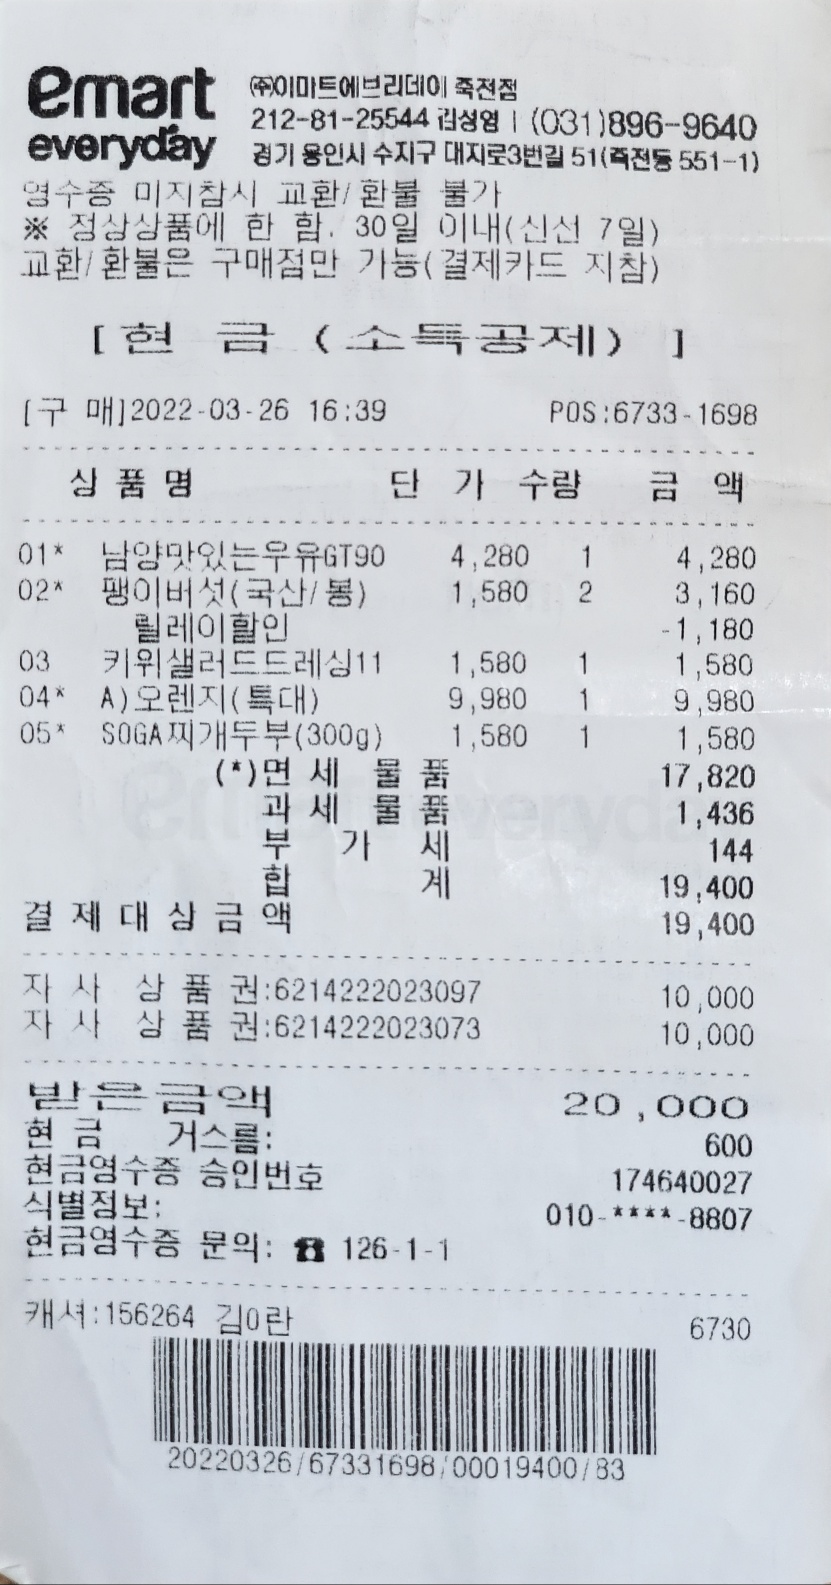 emart
everyday
㈜이마트에브리데이 죽전점
212-81-25544 김성영 | (031)896-9640
경기 용인시 수지구 대지로3번길 51(죽전동 551-1)
영수증 미지참시 교환/환불 불가
※ 정상상품에 한 함. 30일 이내(신선 7일)
교환/환불은 구매점만 가능(결제카드 지참)
[ 현 금 (소득공제) ]
[구 매]2022-03-26 16:39 POS:6733-1698
상 품 명 단 가 수량 금 액
01* 남양맛있는우유GT90 4,280 1 4,280
02* 팽이버섯(국산/봉) 1,580 2 3,160
릴레이할인 -1,180
03 키위샐러드드레싱11 1,580 1 1,580
04* A)오렌지(특대) 9,980 1 9,980
05* SOGA찌개두부(300g) 1,580 1 1,580
(*)면 세 물 품 17,820
과 세 물 품 1,436
부 가 세 144
합 계 19,400
결 제 대 상 금 액 19,400
자 사 상 품 권:6214222023097 10,000
자 사 상 품 권:6214222023073 10,000
받은금액 20,000
현 금 거스름: 600
현금영수증 승인번호 174640027
식별정보: 010-****-8807
현금영수증 문의: ☎ 126-1-1
캐셔:156264 김0란 6730
20220326/67331698/00019400/83